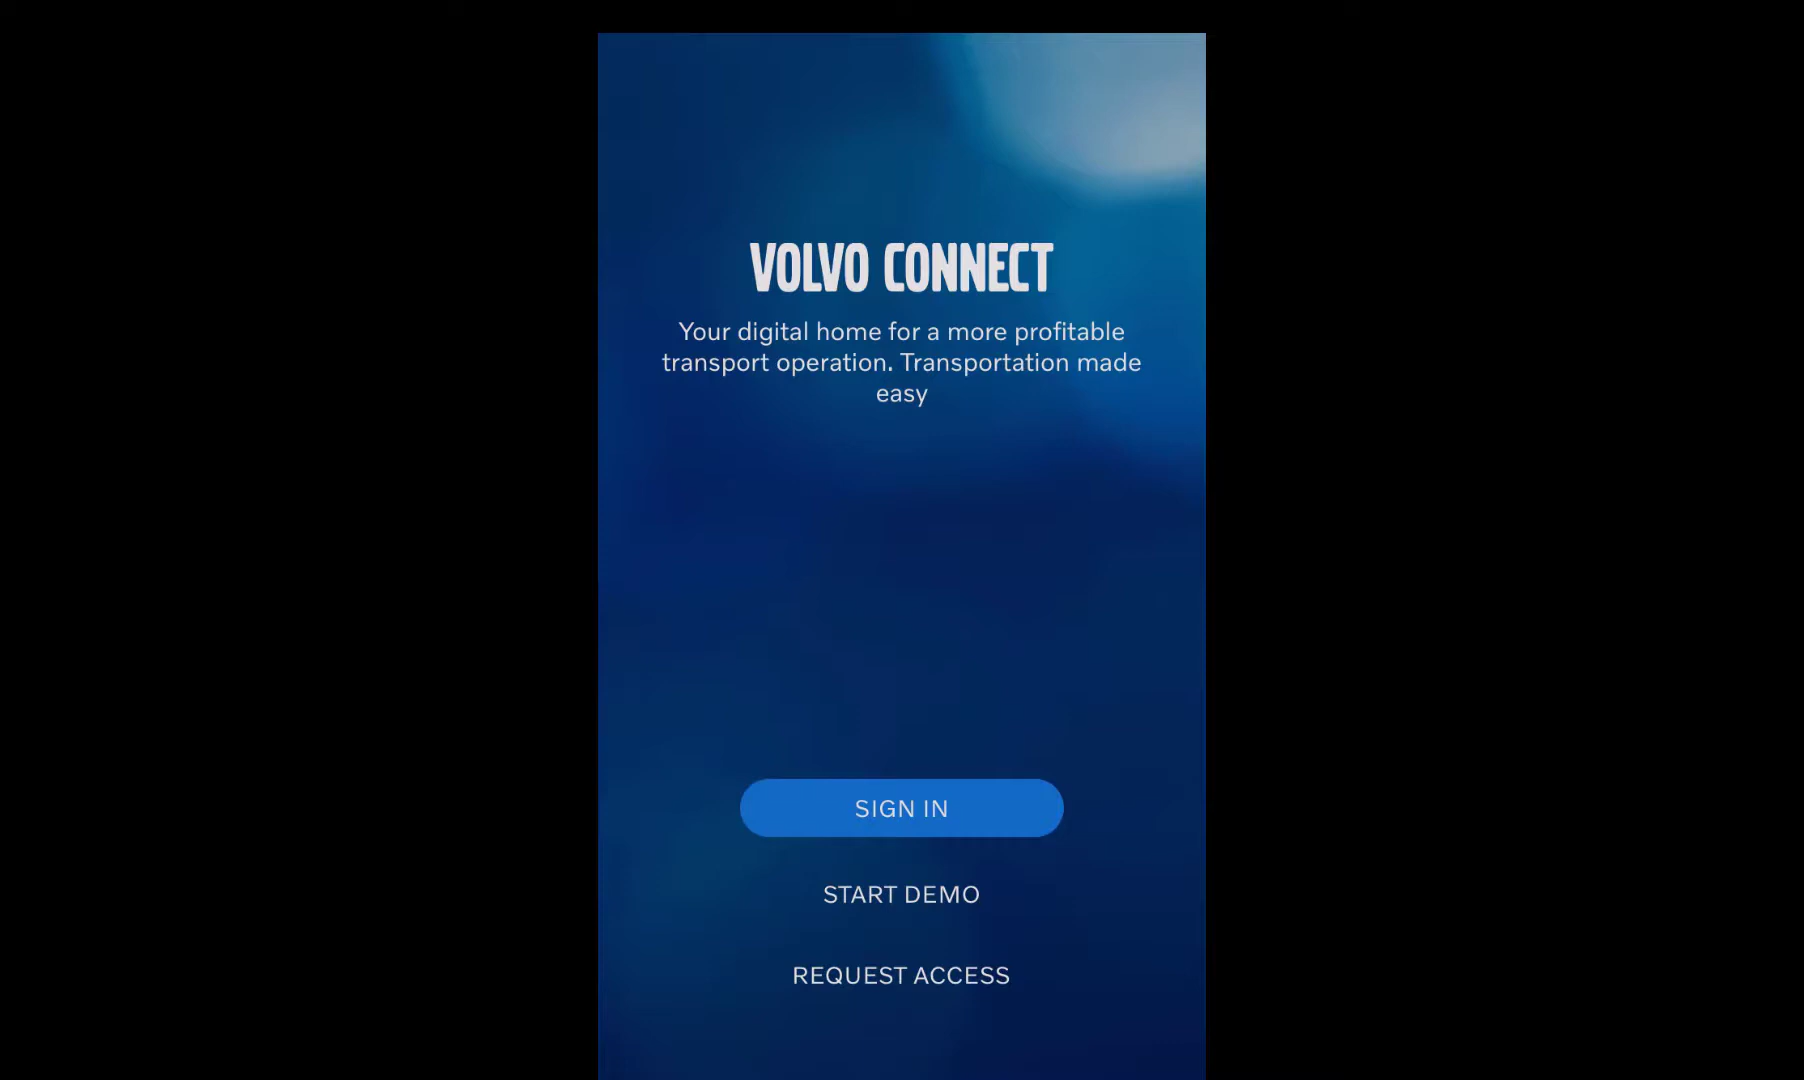 VOLVO CONNECT
Your digital home for a more profitable
transport operation. Transportation made
easy
SIGN IN
START DEMO
REQUEST ACCESS